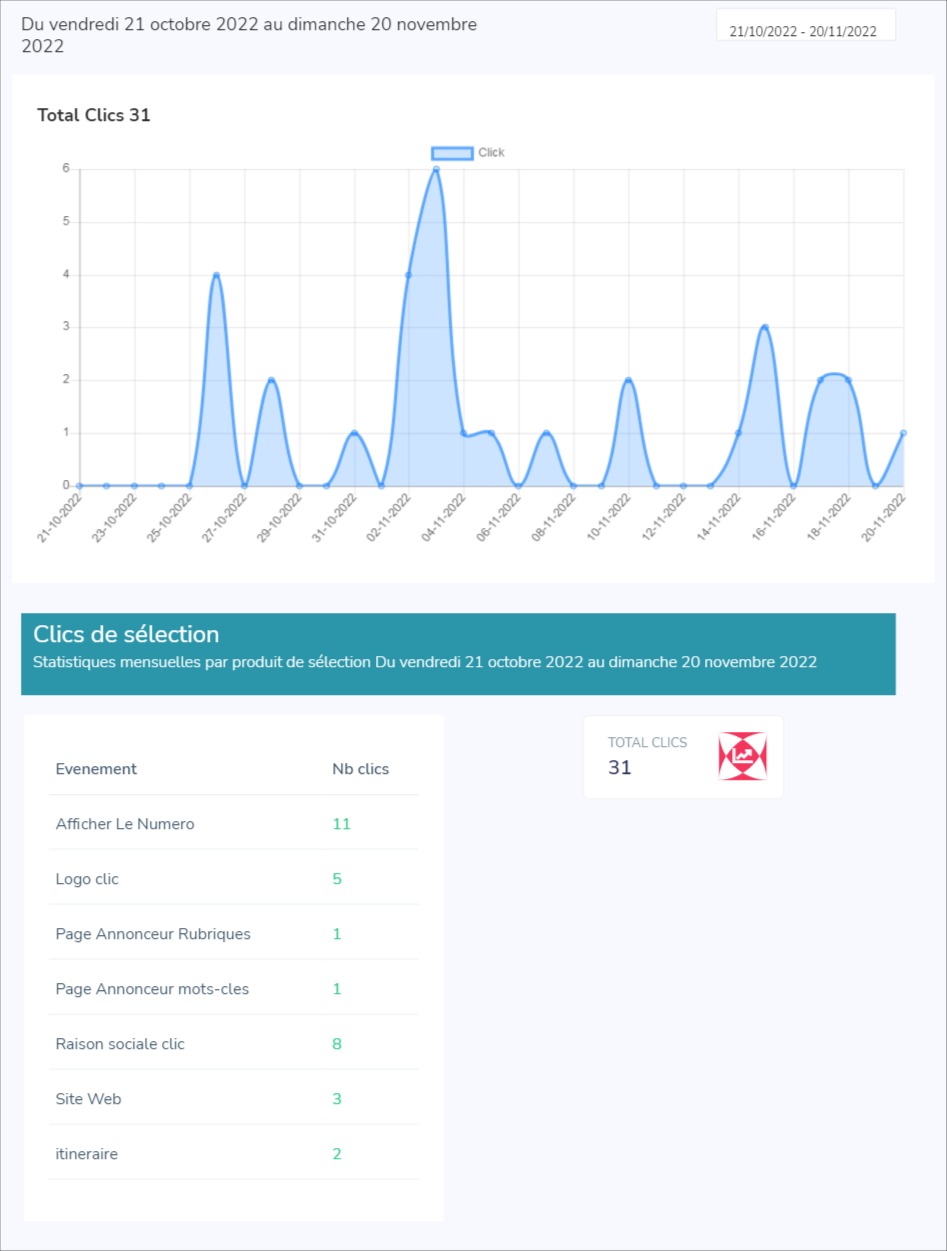 Du vendredi 21 octobre 2022 au dimanche 20 novembre
2022
21/10/2022 - 20/11/2022
Total Clics 31
Click
6
5
4
3
2
1
0
21-10-2022
23-10-2022
25-10-2022
27-10-2022
29-10-2022
31-10-2022
02-11-2022
04-11-2022
06-11-2022
08-11-2022
10-11-2022
12-11-2022
14-11-2022
16-11-2022
18-11-2022
20-11-2022
Clics de sélection
Statistiques mensuelles par produit de sélection Du vendredi 21 octobre 2022 au dimanche 20 novembre 2022
Evenement Nb clics
Afficher Le Numero 11
Logo clic 5
Page Annonceur Rubriques 1
Page Annonceur mots-cles 1
Raison sociale clic 8
Site Web 3
itineraire 2
TOTAL CLICS
31